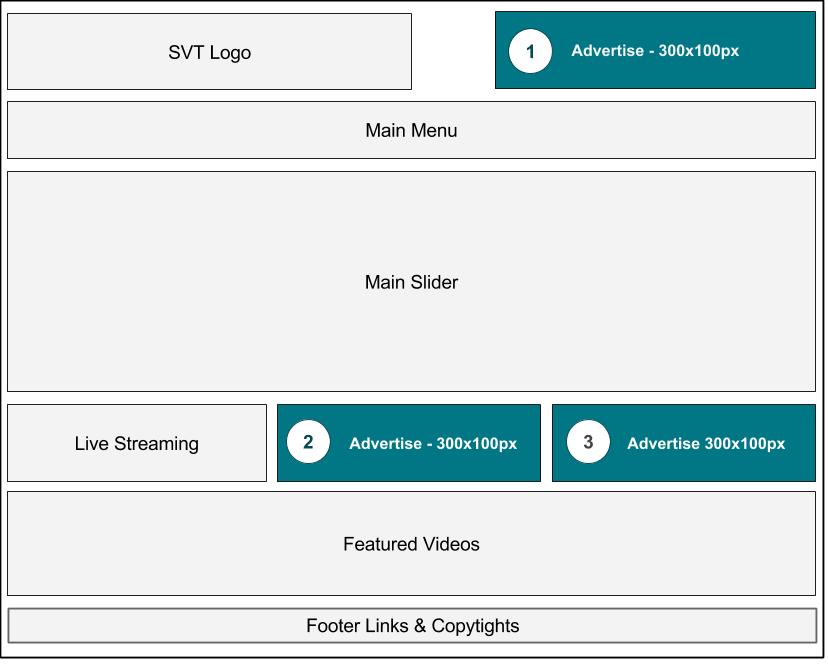 SVT Logo
1
Advertise - 300x100px
Main Menu
Main Slider
Live Streaming
2
Advertise - 300x100px
3
Advertise 300x100px
Featured Videos
Footer Links & Copytights